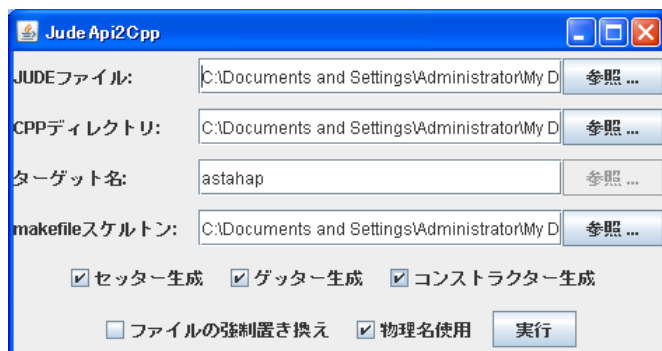 Jude Api2Cpp
JUDEファイル: C:\Documents and Settings\Administrator\My D 参照 ...
CPPディレクトリ: C:\Documents and Settings\Administrator\My D 参照 ...
ターゲット名: astahap 参照 ...
makefileスケルトン: C:\Documents and Settings\Administrator\My D 参照 ...
セッター生成 ゲッター生成 コンストラクター生成
ファイルの強制置き換え 物理名使用 実行